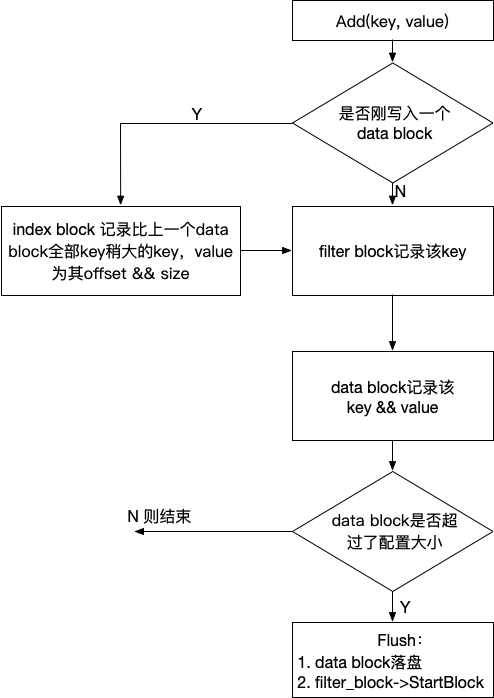 Add(key, value)
是否刚写入一个
data block
Y
N
index block 记录比上一个data
block全部key稍大的key，value
为其offset && size
filter block记录该key
data block记录该
key && value
data block是否超
过了配置大小
N 则结束
Y
Flush：
1. data block落盘
2. filter_block->StartBlock